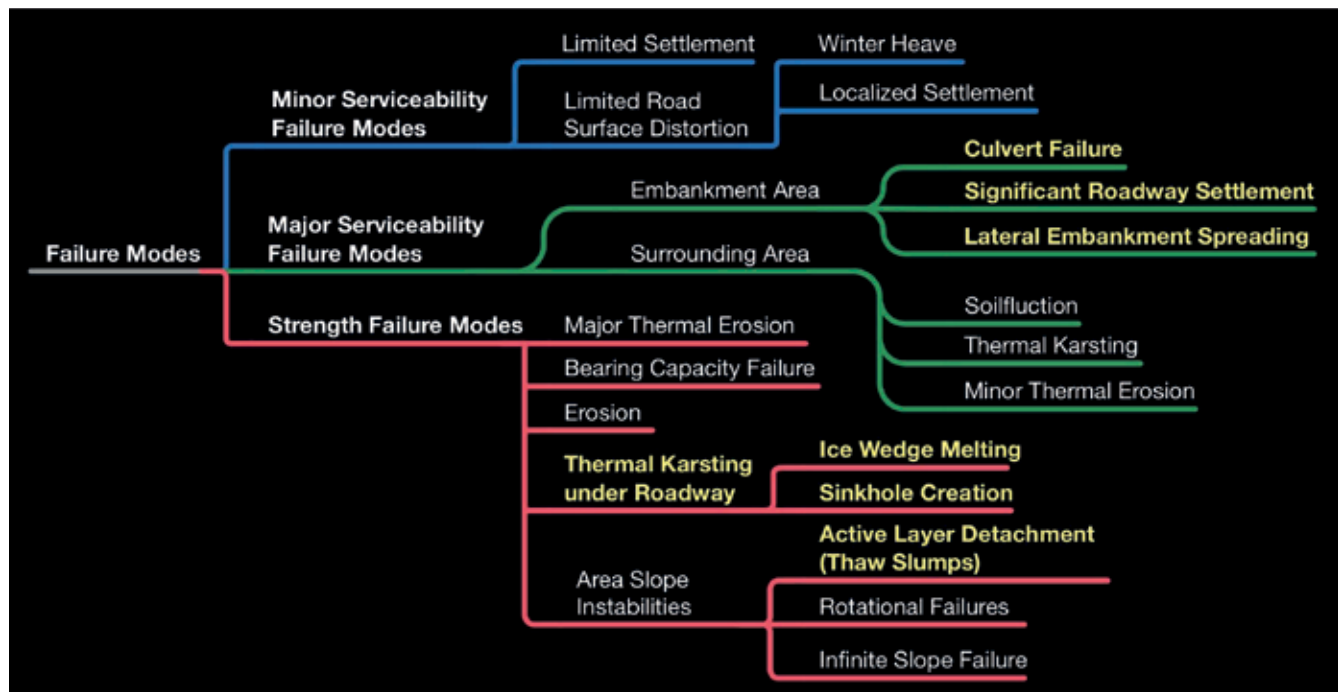 Failure Modes
Minor Serviceability
Failure Modes
Limited Settlement
Limited Road
Surface Distortion
Winter Heave
Localized Settlement
Major Serviceability
Failure Modes
Embankment Area
Culvert Failure
Significant Roadway Settlement
Lateral Embankment Spreading
Surrounding Area
Soilfluction
Thermal Karsting
Minor Thermal Erosion
Strength Failure Modes
Major Thermal Erosion
Bearing Capacity Failure
Erosion
Thermal Karsting
under Roadway
Ice Wedge Melting
Sinkhole Creation
Area Slope
Instabilities
Active Layer Detachment
(Thaw Slumps)
Rotational Failures
Infinite Slope Failure